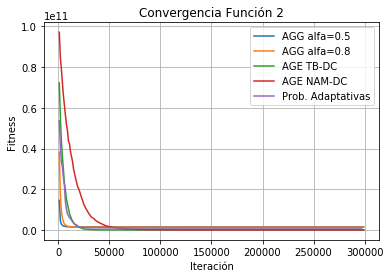 Convergencia Función 2
1e11
1.0
0.8
0.6
0.4
0.2
0.0
Fitness
AGG alfa=0.5
AGG alfa=0.8
AGE TB-DC
AGE NAM-DC
Prob. Adaptativas
0 50000 100000 150000 200000 250000 300000
Iteración